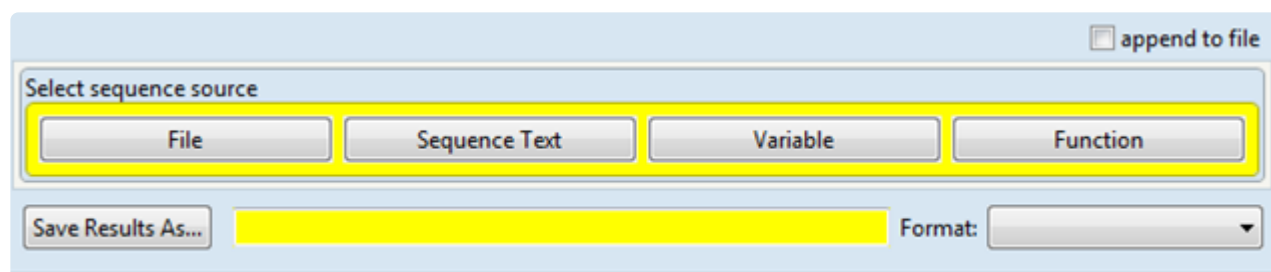 append to file
Select sequence source
File Sequence Text Variable Function
Save Results As... Format: